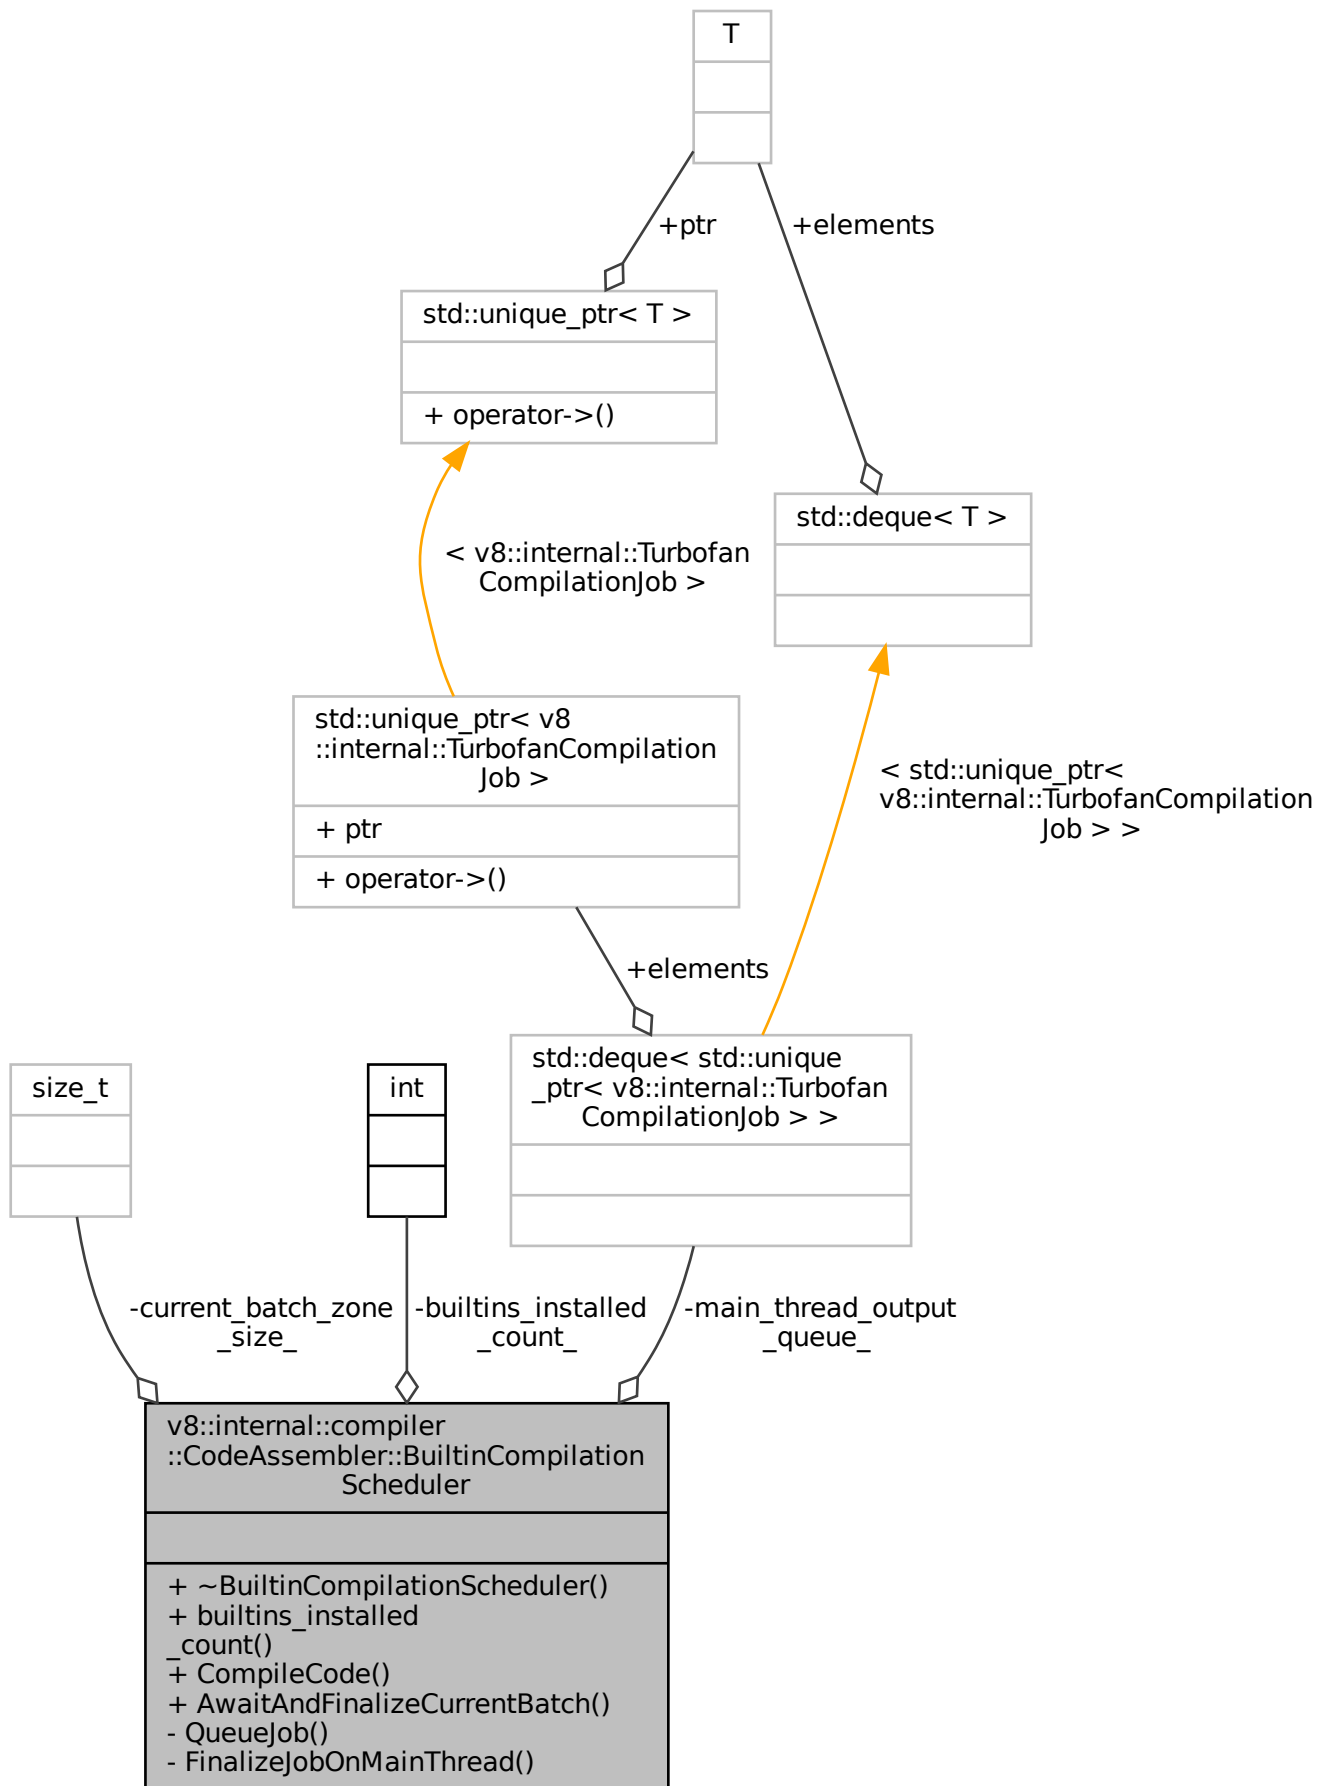 T
+ptr
+elements
std::unique_ptr< T >
+ operator->()
std::deque< T >
< v8::internal::Turbofan
CompilationJob >
std::unique_ptr< v8
::internal::TurbofanCompilation
Job >
+ ptr
+ operator->()
< std::unique_ptr<
v8::internal::TurbofanCompilation
Job > >
+elements
size_t
int
std::deque< std::unique
_ptr< v8::internal::Turbofan
CompilationJob > >
-current_batch_zone
_size_
-builtins_installed
_count_
-main_thread_output
_queue_
v8::internal::compiler
::CodeAssembler::BuiltinCompilation
Scheduler
+ ~BuiltinCompilationScheduler()
+ builtins_installed
_count()
+ CompileCode()
+ AwaitAndFinalizeCurrentBatch()
- QueueJob()
- FinalizeJobOnMainThread()